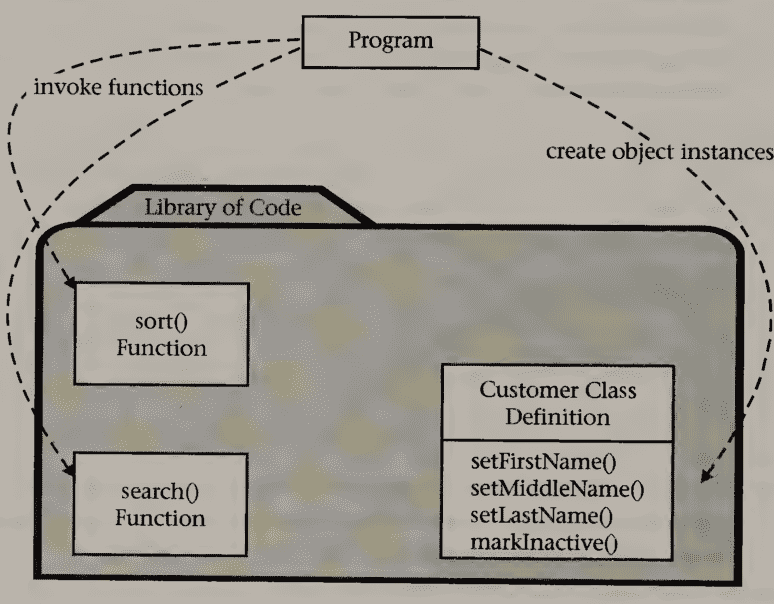 Program
invoke functions
create object instances
Library of Code
sort()
Function
Customer Class
Definition
setFirstName()
setMiddleName()
setLastName()
markInactive()
search()
Function